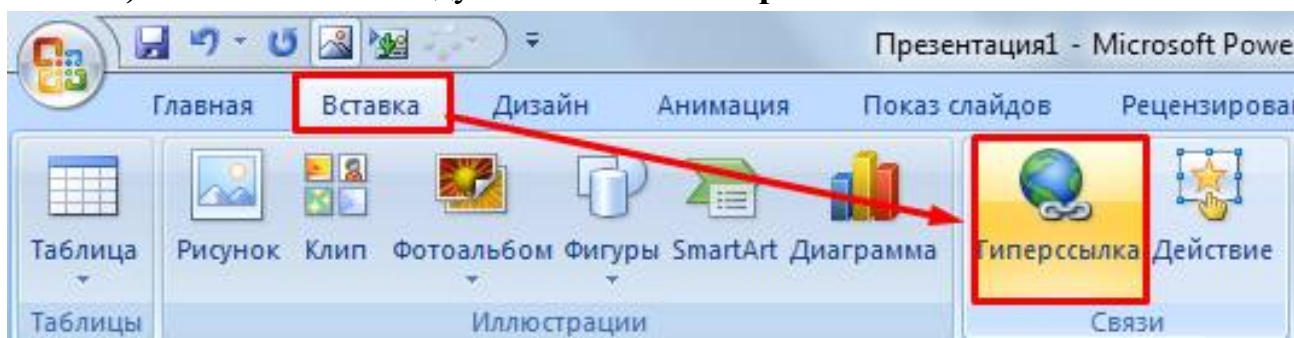 Презентация1 - Microsoft Powe
Главная Вставка Дизайн Анимация Показ слайдов Рецензирова
Таблица Рисунок Клип Фотоальбом Фигуры SmartArt Диаграмма Гиперссылка Действие
Таблицы Иллюстрации Связи